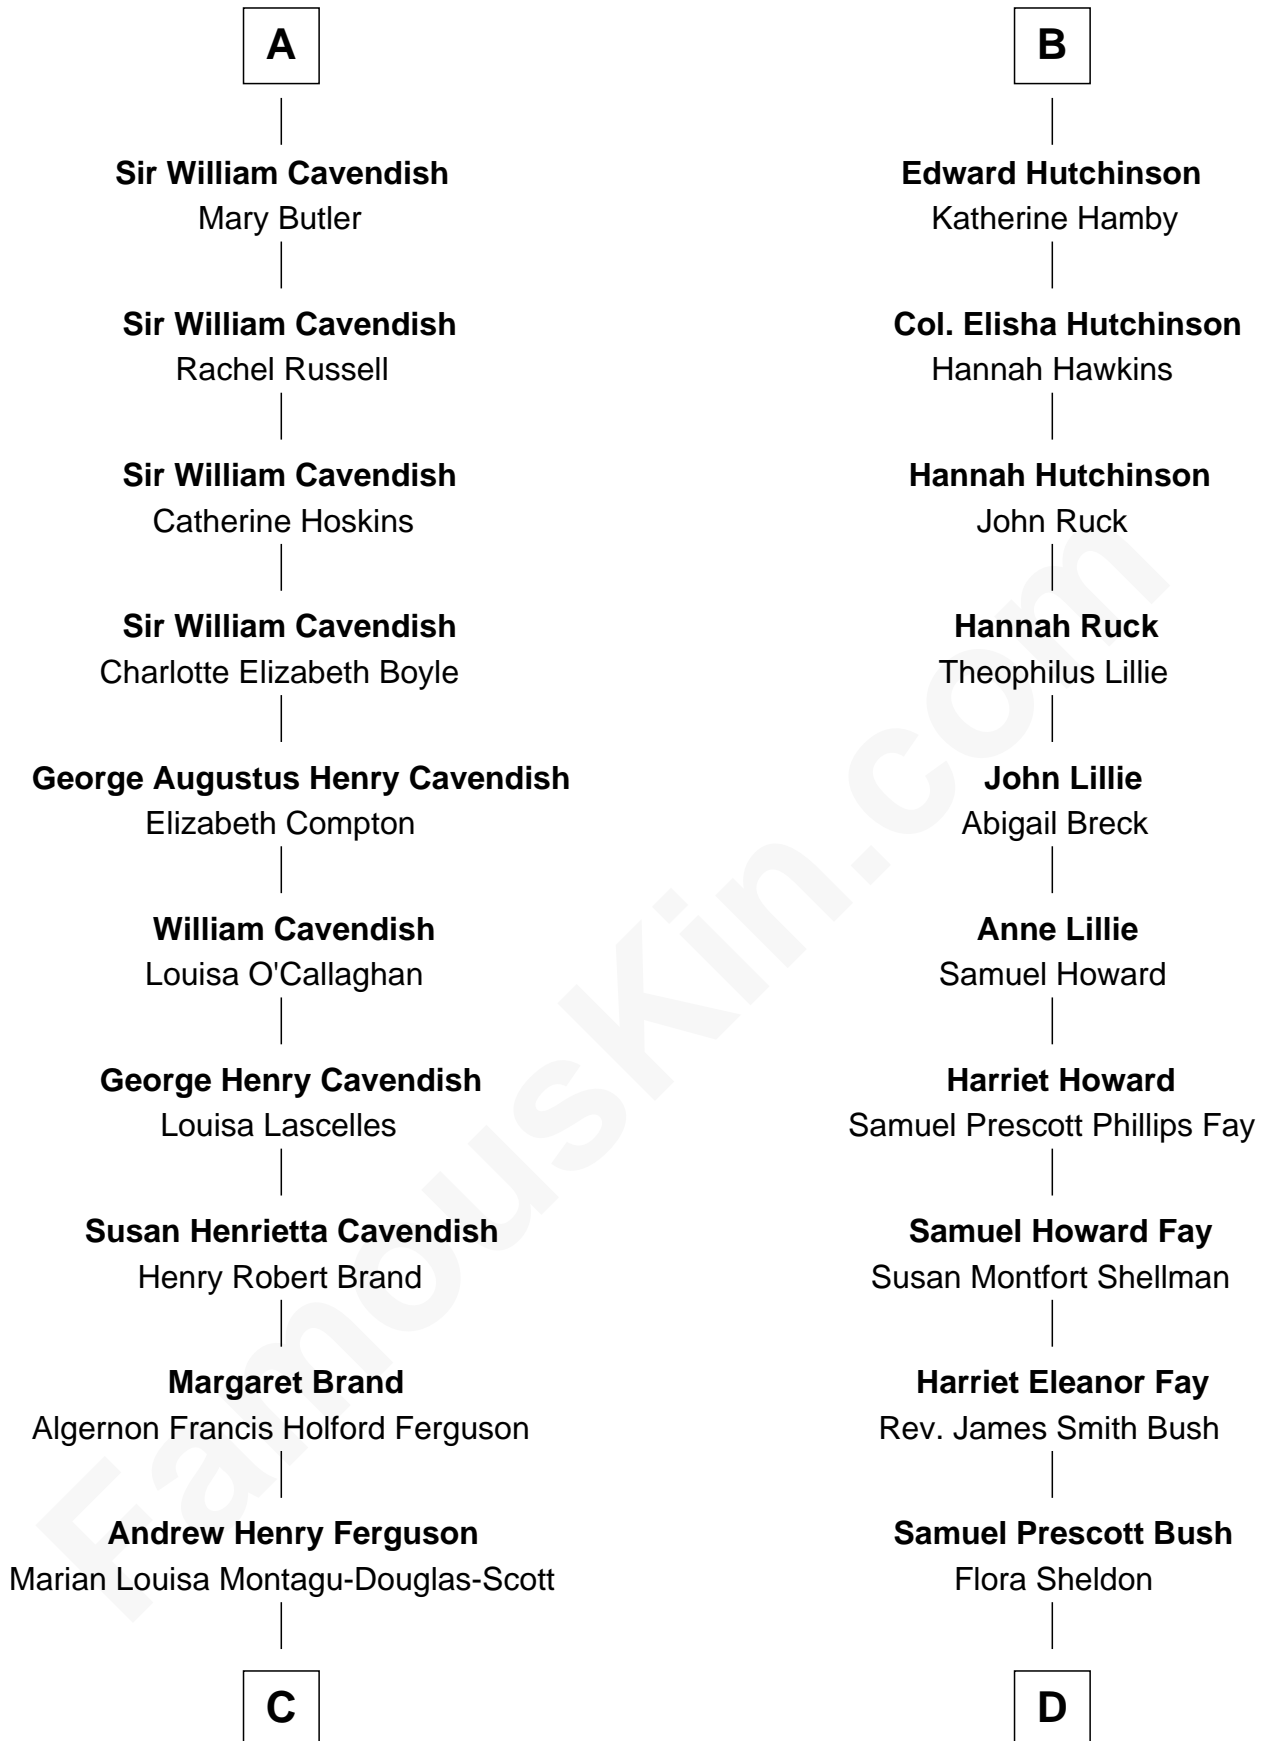 A
Sir William Cavendish
Mary Butler
Sir William Cavendish
Rachel Russell
Sir William Cavendish
Catherine Hoskins
Sir William Cavendish
Charlotte Elizabeth Boyle
George Augustus Henry Cavendish
Elizabeth Compton
William Cavendish
Louisa O'Callaghan
George Henry Cavendish
Louisa Lascelles
Susan Henrietta Cavendish
Henry Robert Brand
Margaret Brand
Algernon Francis Holford Ferguson
Andrew Henry Ferguson
Marian Louisa Montagu-Douglas-Scott
C
B
Edward Hutchinson
Katherine Hamby
Col. Elisha Hutchinson
Hannah Hawkins
Hannah Hutchinson
John Ruck
Hannah Ruck
Theophilus Lillie
John Lillie
Abigail Breck
Anne Lillie
Samuel Howard
Harriet Howard
Samuel Prescott Phillips Fay
Samuel Howard Fay
Susan Montfort Shellman
Harriet Eleanor Fay
Rev. James Smith Bush
Samuel Prescott Bush
Flora Sheldon
D
FamousKin.com